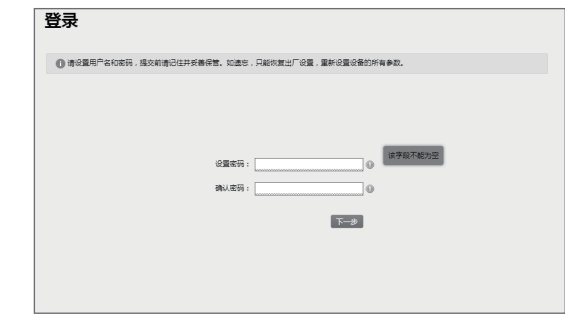 登录
请设置用户名和密码，提交前请记住并妥善保管。如遗忘，只能恢复出厂设置，重新设置设备的所有参数。
该字段不能为空
设置密码：
确认密码：
下一步